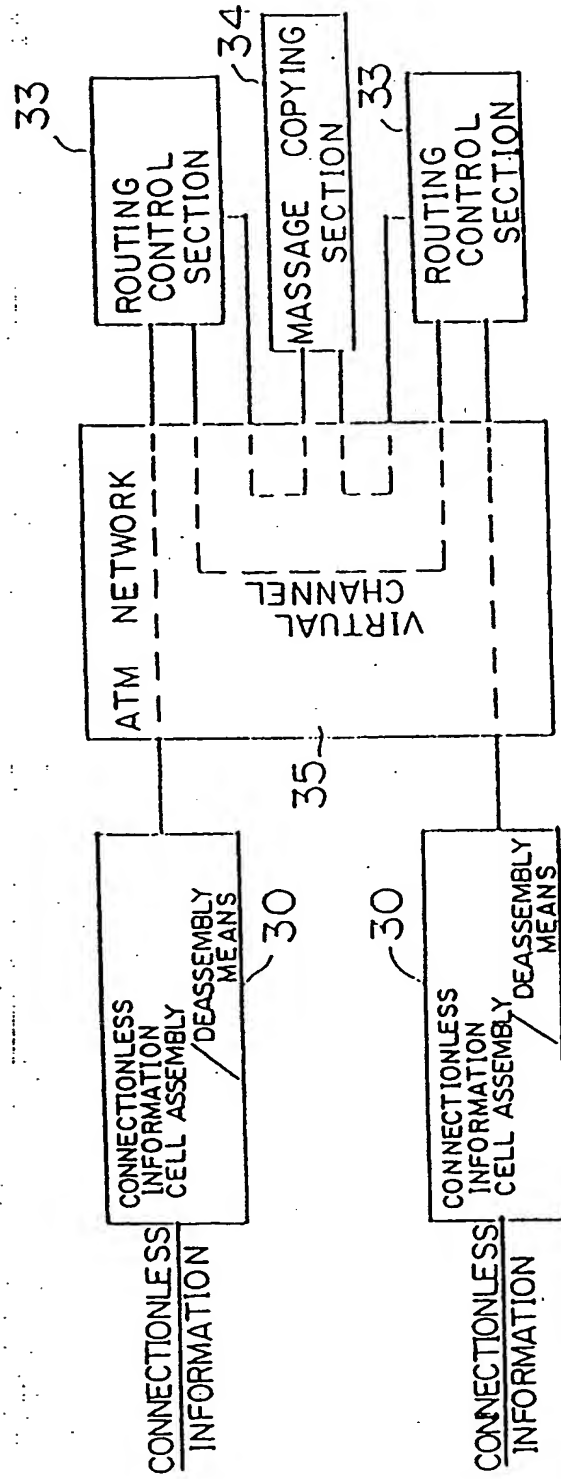 CONNECTIONLESS
INFORMATION
CONNECTIONLESS
INFORMATION
CELL ASSEMBLY
DEASSEMBLY
MEANS
30
CONNECTIONLESS
INFORMATION
CONNECTIONLESS
INFORMATION
CELL ASSEMBLY
DEASSEMBLY
MEANS
30
ATM NETWORK
35
VIRTUAL
CHANNEL
33
ROUTING
CONTROL
SECTION
34
MASSAGE COPYING
SECTION
33
ROUTING
CONTROL
SECTION